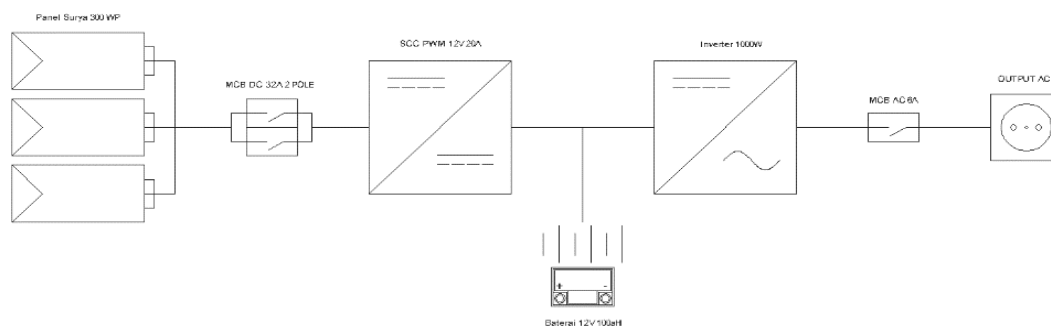 Panel Surya 300 WP
SCC PWM 12V 20A
Inverter 1000W
MCB DC 32A 2 POLE
MCB AC 6A
OUTPUT AC
+ -
Baterai 12V 100aH